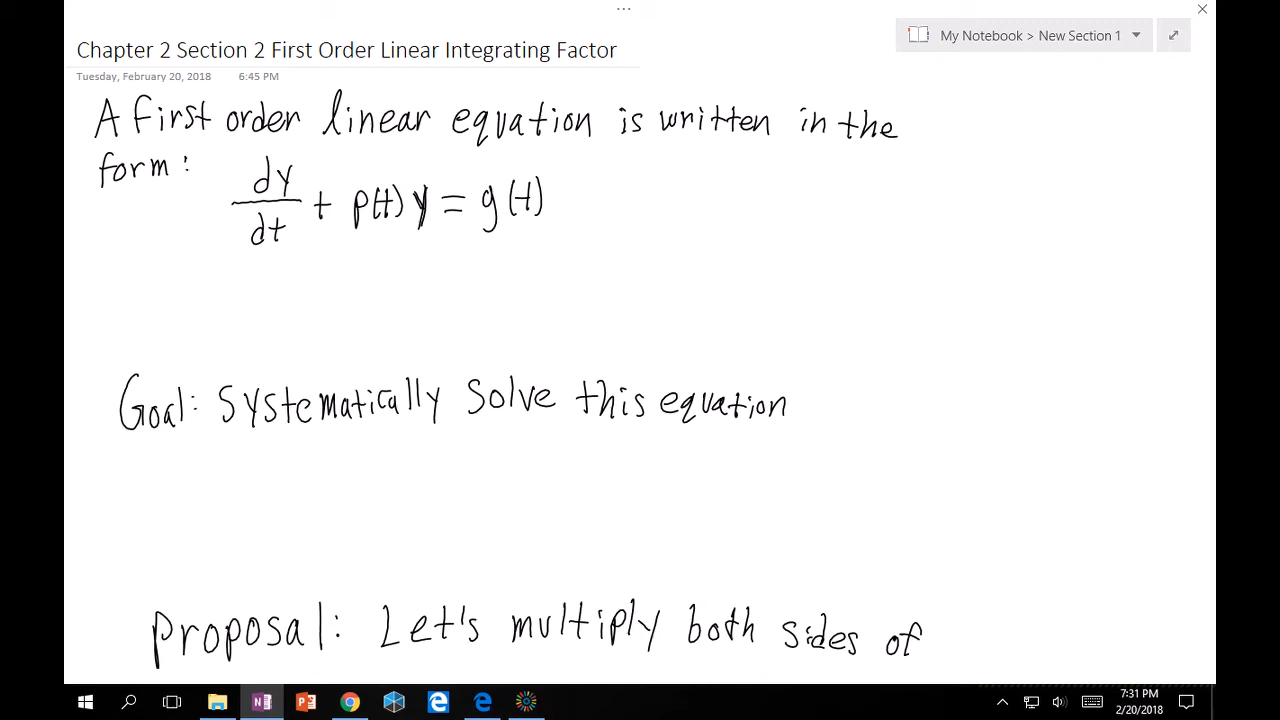 ...
Chapter 2 Section 2 First Order Linear Integrating Factor
My Notebook > New Section 1
Tuesday, February 20, 2018 6:45 PM
A first order linear equation is written in the
form:
dy/dt + p(t)y = g(t)
Goal: Systematically solve this equation
Proposal: Let's multiply both sides of
7:31 PM
2/20/2018